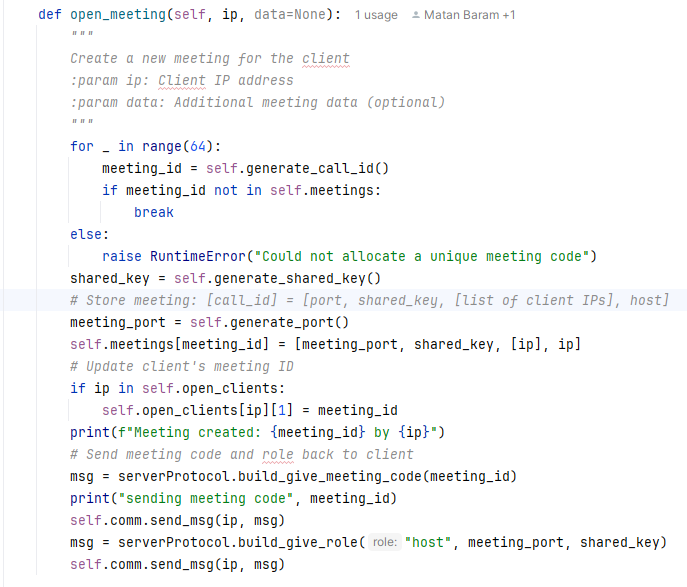 def open_meeting(self, ip, data=None): 1 usage Matan Baram +1
"""
Create a new meeting for the client
:param ip: Client IP address
:param data: Additional meeting data (optional)
"""
for _ in range(64):
meeting_id = self.generate_call_id()
if meeting_id not in self.meetings:
break
else:
raise RuntimeError("Could not allocate a unique meeting code")
shared_key = self.generate_shared_key()
# Store meeting: [call_id] = [port, shared_key, [list of client IPs], host]
meeting_port = self.generate_port()
self.meetings[meeting_id] = [meeting_port, shared_key, [ip], ip]
# Update client's meeting ID
if ip in self.open_clients:
self.open_clients[ip][1] = meeting_id
print(f"Meeting created: {meeting_id} by {ip}")
# Send meeting code and role back to client
msg = serverProtocol.build_give_meeting_code(meeting_id)
print("sending meeting code", meeting_id)
self.comm.send_msg(ip, msg)
msg = serverProtocol.build_give_role( role: "host", meeting_port, shared_key)
self.comm.send_msg(ip, msg)